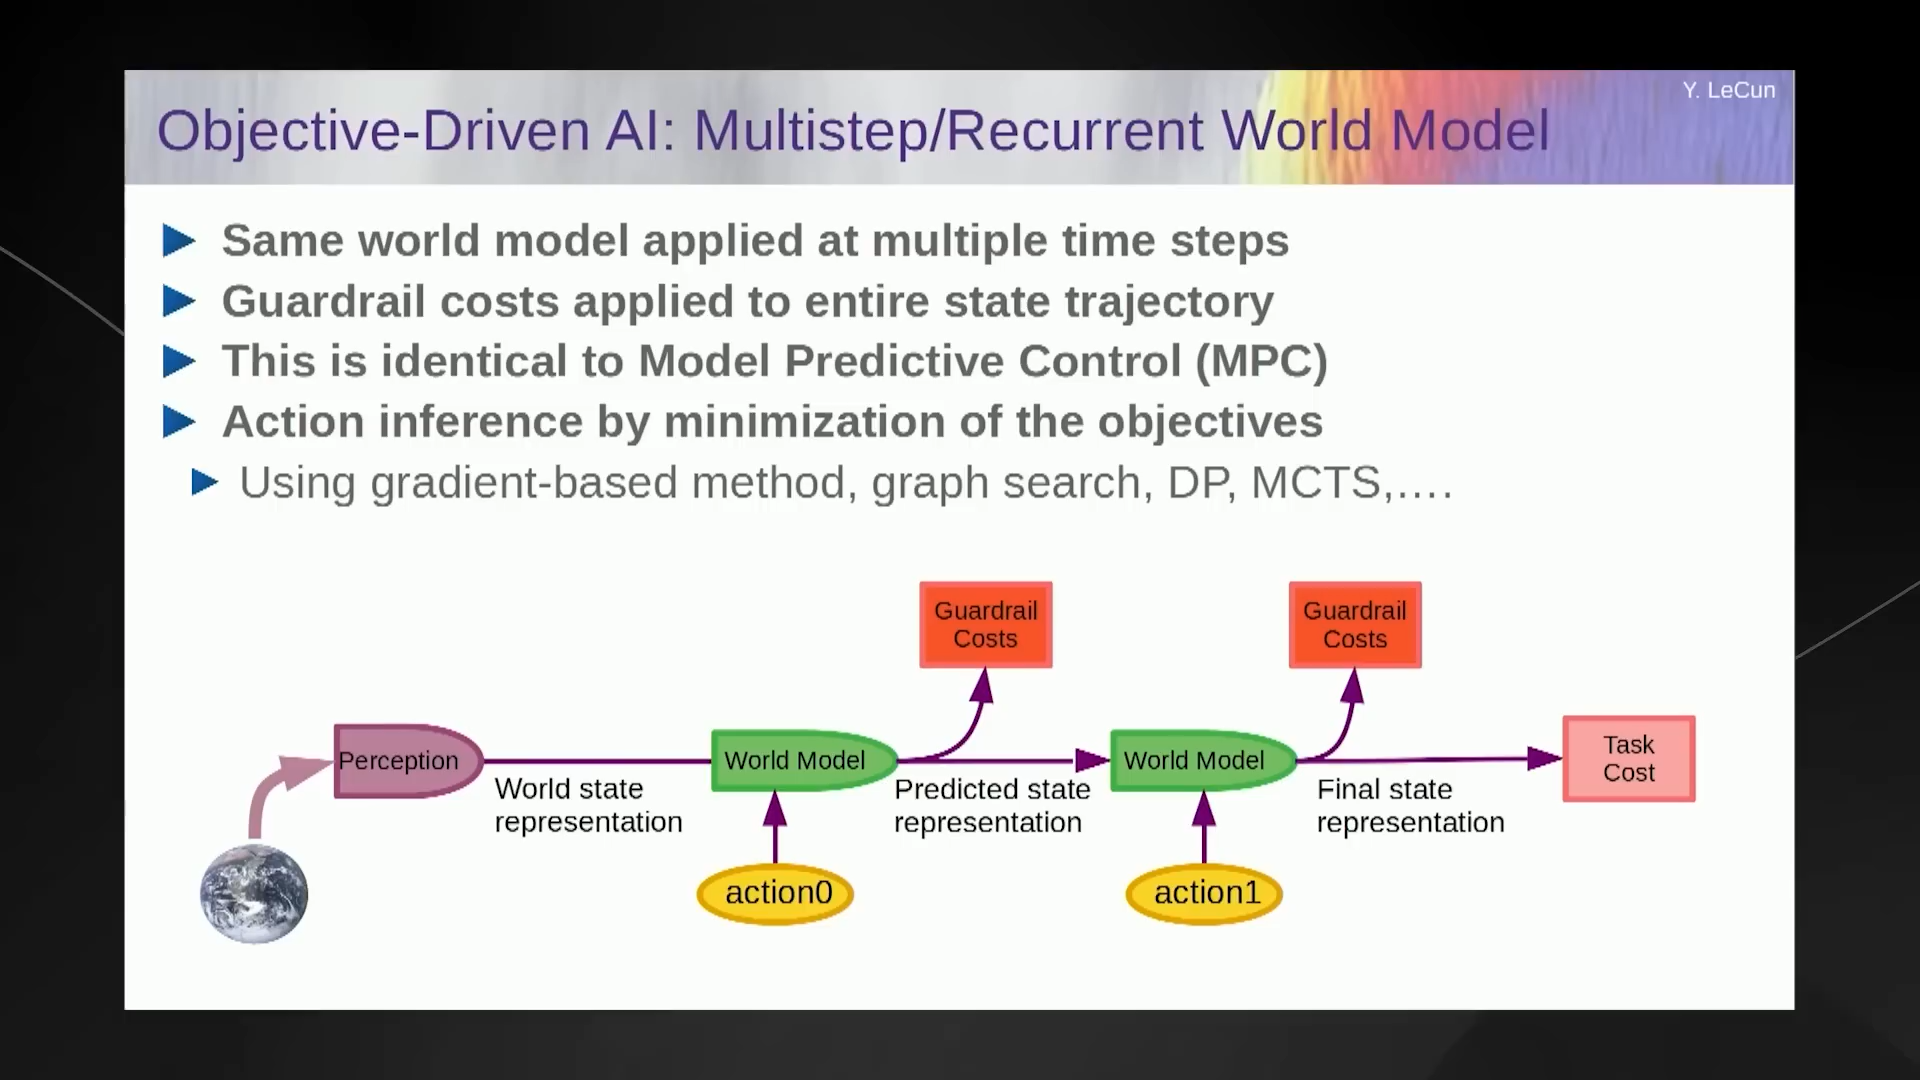 Y. LeCun
Objective-Driven AI: Multistep/Recurrent World Model
Same world model applied at multiple time steps
Guardrail costs applied to entire state trajectory
This is identical to Model Predictive Control (MPC)
Action inference by minimization of the objectives
Using gradient-based method, graph search, DP, MCTS,....
Guardrail
Costs
Guardrail
Costs
Perception
World state
representation
World Model
Predicted state
representation
World Model
Final state
representation
Task
Cost
action0
action1